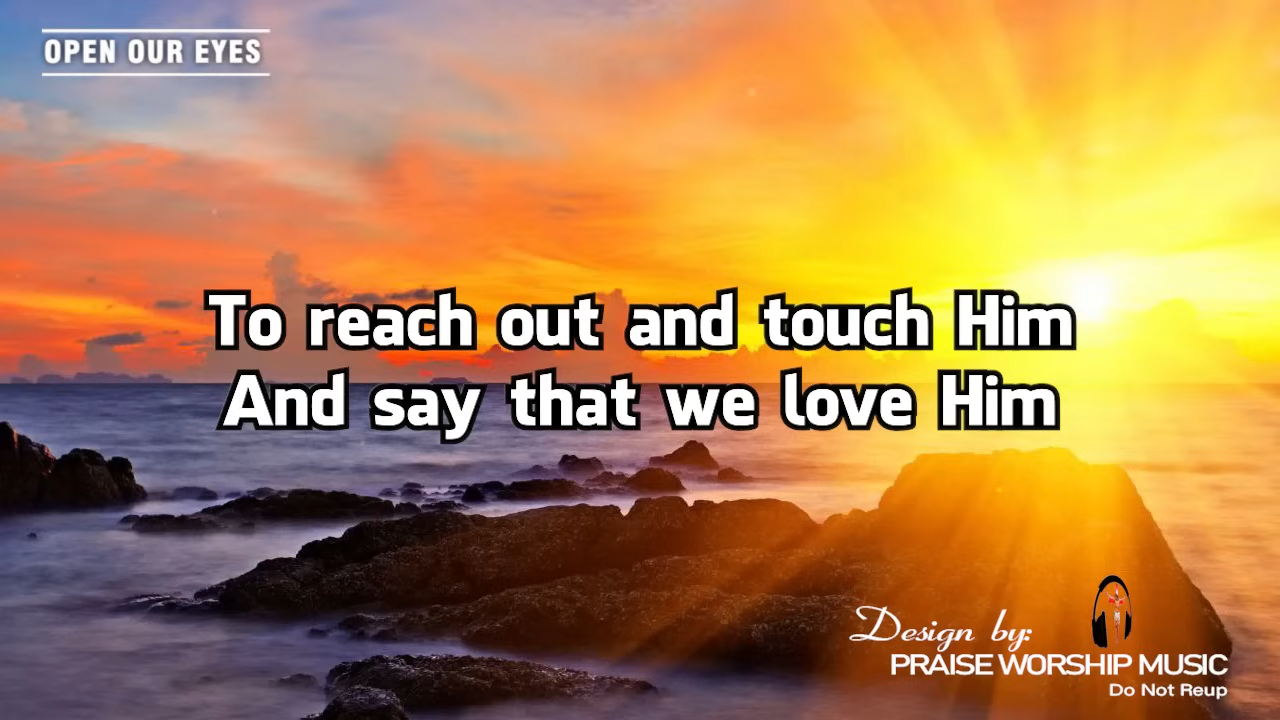 OPEN OUR EYES
To reach out and touch Him
And say that we love Him
Design by:
PRAISE WORSHIP MUSIC
Do Not Reup